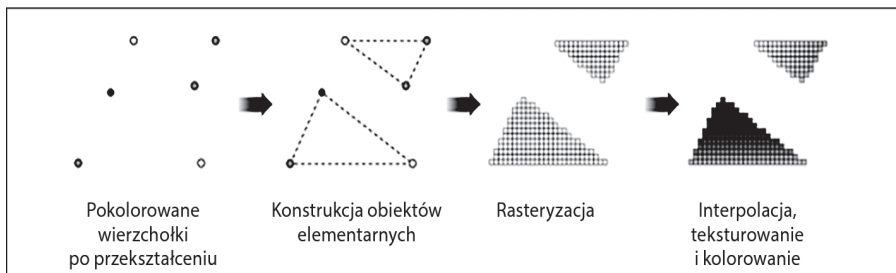 Pokolorowane
wierzchołki
po przekształceniu
Konstrukcja obiektów
elementarnych
Rasteryzacja
Interpolacja,
teksturowanie
i kolorowanie